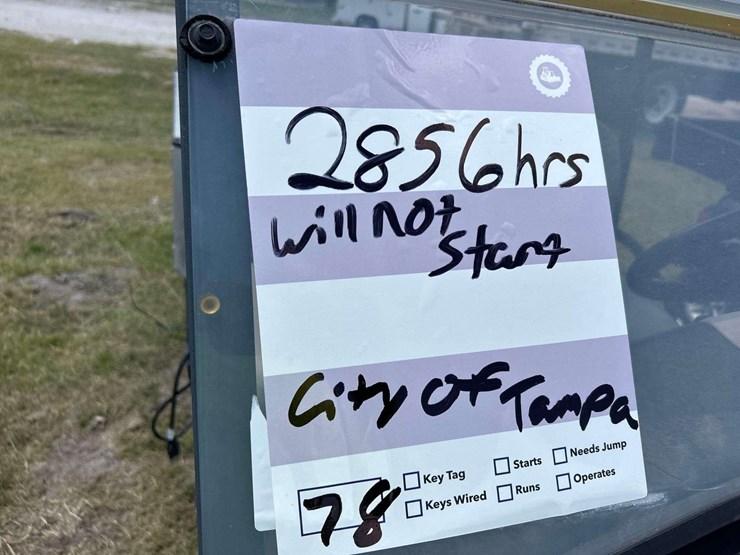 2856hrs
will not
Start
City Of Tampa
78
Key Tag
Starts
Needs Jump
Keys Wired
Runs
Operates